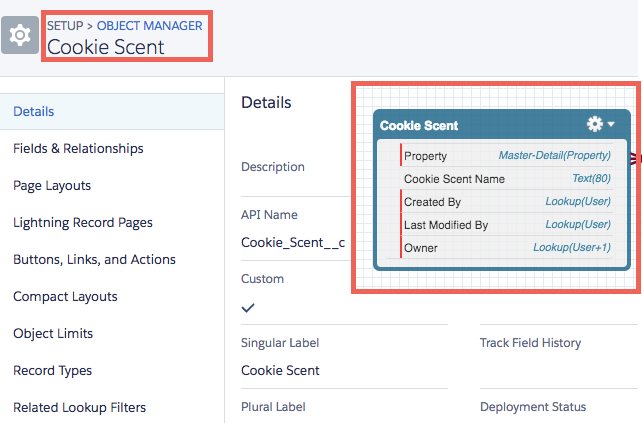 SETUP > OBJECT MANAGER
Cookie Scent
Details
Fields & Relationships
Page Layouts
Lightning Record Pages
Buttons, Links, and Actions
Compact Layouts
Object Limits
Record Types
Related Lookup Filters
Details
Description
API Name
Cookie_Scent__c
Custom
Singular Label
Cookie Scent
Plural Label
Track Field History
Deployment Status
Cookie Scent
Property Master-Detail(Property)
Cookie Scent Name Text(80)
Created By Lookup(User)
Last Modified By Lookup(User)
Owner Lookup(User+1)